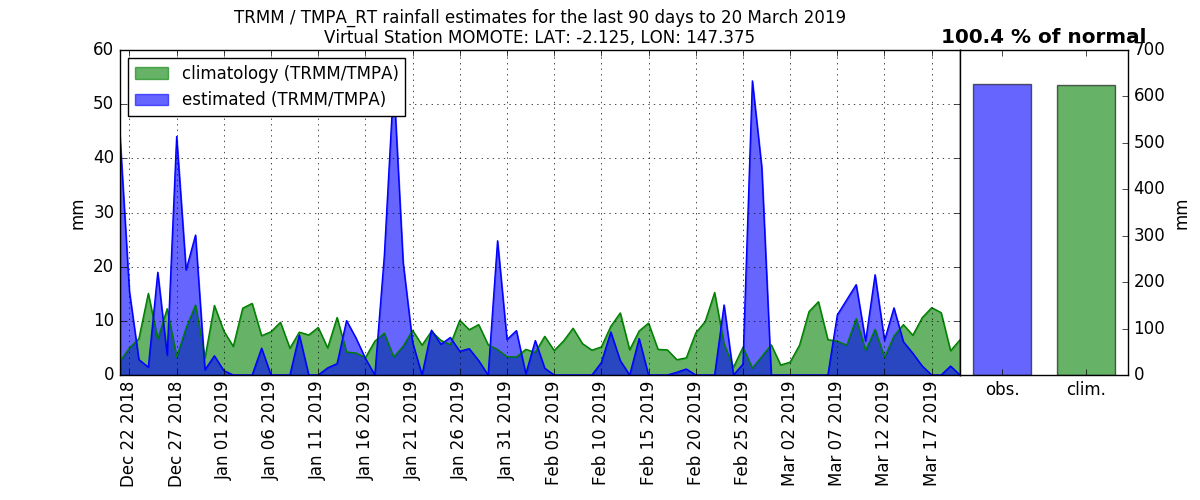 TRMM / TMPA_RT rainfall estimates for the last 90 days to 20 March 2019
Virtual Station MOMOTE: LAT: -2.125, LON: 147.375
100.4 % of normal
climatology (TRMM/TMPA)
estimated (TRMM/TMPA)
60
50
40
30
20
10
0
mm
Dec 22 2018
Dec 27 2018
Jan 01 2019
Jan 06 2019
Jan 11 2019
Jan 16 2019
Jan 21 2019
Jan 26 2019
Jan 31 2019
Feb 05 2019
Feb 10 2019
Feb 15 2019
Feb 20 2019
Feb 25 2019
Mar 02 2019
Mar 07 2019
Mar 12 2019
Mar 17 2019
700
600
500
400
300
200
100
0
mm
obs.
clim.